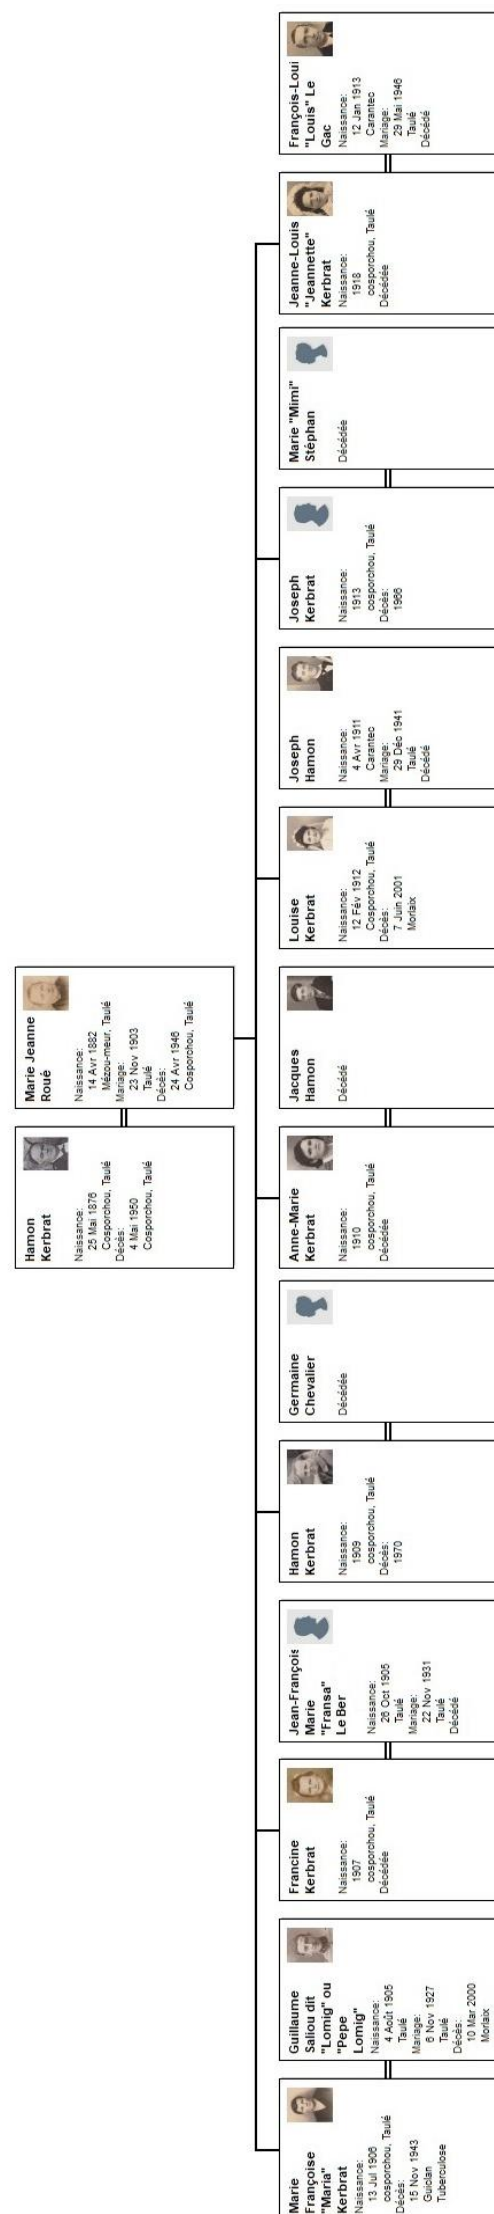 Hamon
Kerbrat
Naissance:
25 Mai 1876
Cosporchou, Taulé
Décès:
4 Mai 1950
Cosporchou, Taulé
Marie Jeanne
Roué
Naissance:
14 Avr 1882
Mézou-meur, Taulé
Mariage:
23 Nov 1903
Taulé
Décès:
24 Avr 1946
Cosporchou, Taulé
Marie
Françoise
"Maria"
Kerbrat
Naissance:
13 Jul 1906
cosporchou, Taulé
Décès:
15 Nov 1943
Guiclan
Tuberculose
Guillaume
Saliou dit
"Lomig" ou
"Pepe
Lomig"
Naissance:
4 Août 1905
Taulé
Mariage:
6 Nov 1927
Taulé
Décès:
10 Mar 2000
Morlaix
Francine
Kerbrat
Naissance:
1907
cosporchou, Taulé
Décédée
Jean-François
Marie
"Fransa"
Le Ber
Naissance:
26 Oct 1905
Taulé
Mariage:
22 Nov 1931
Taulé
Décédé
Hamon
Kerbrat
Naissance:
1909
cosporchou, Taulé
Décès:
1970
Germaine
Chevalier
Décédée
Anne-Marie
Kerbrat
Naissance:
1910
cosporchou, Taulé
Décédée
Jacques
Hamon
Décédé
Louise
Kerbrat
Naissance:
12 Fév 1912
Cosporchou, Taulé
Décès:
7 Juin 2001
Morlaix
Joseph
Hamon
Naissance:
4 Avr 1911
Carantec
Mariage:
29 Déc 1941
Taulé
Décédé
Joseph
Kerbrat
Naissance:
1913
cosporchou, Taulé
Décès:
1966
Marie "Mimi"
Stéphan
Décédée
Jeanne-Louis
"Jeannette"
Kerbrat
Naissance:
1918
cosporchou, Taulé
Décédée
François-Loui
"Louis" Le
Gac
Naissance:
12 Jan 1913
Carantec
Mariage:
29 Mai 1946
Taulé
Décédé